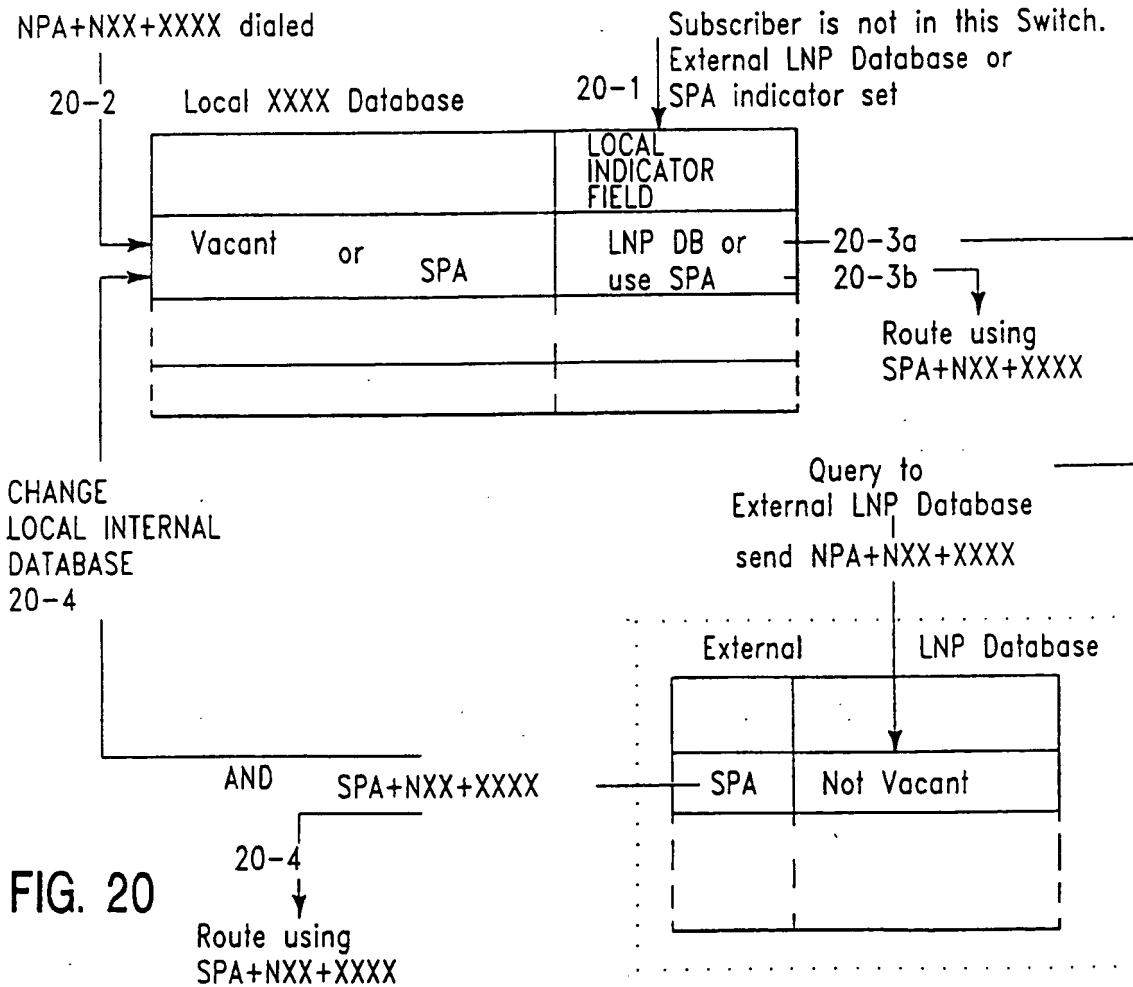 NPA+NXX+XXXX dialed
Subscriber is not in this Switch.
External LNP Database or
SPA indicator set
20-2
Local XXXX Database
20-1
LOCAL
INDICATOR
FIELD
Vacant or SPA
LNP DB or
use SPA
20-3a
20-3b
Route using
SPA+NXX+XXXX
CHANGE
LOCAL INTERNAL
DATABASE
20-4
Query to
External LNP Database
send NPA+NXX+XXXX
External LNP Database
SPA Not Vacant
AND SPA+NXX+XXXX
20-4
FIG. 20
Route using
SPA+NXX+XXXX